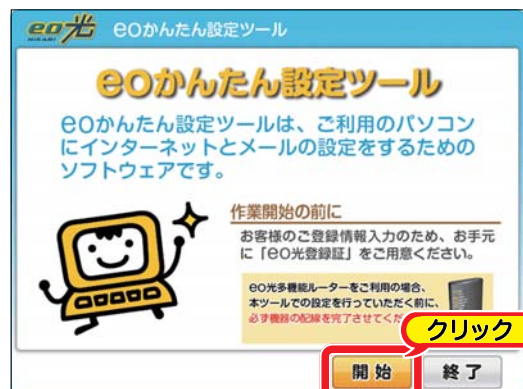 eo光 eoかんたん設定ツール
HIKARI
eoかんたん設定ツール
eoかんたん設定ツールは、ご利用のパソコン
にインターネットとメールの設定をするための
ソフトウェアです。
作業開始の前に
お客様のご登録情報入力のため、お手元
に「eo光登録証」をご用意ください。
eo光多機能ルーターをご利用の場合、
本ツールでの設定を行っていただく前に、
必ず機器の配線を完了させてくだ
クリック
開始 終了